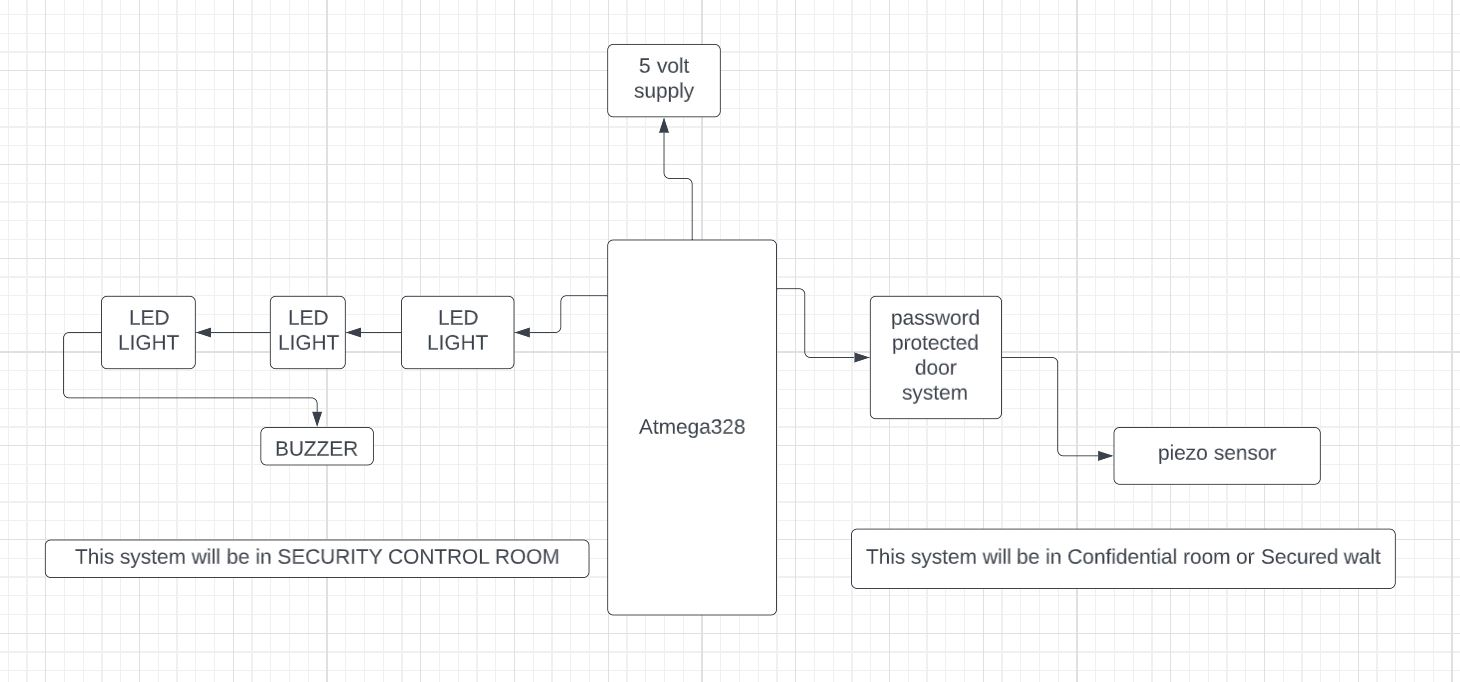 5 volt
supply
LED
LIGHT
LED
LIGHT
LED
LIGHT
BUZZER
This system will be in SECURITY CONTROL ROOM
Atmega328
password
protected
door
system
piezo sensor
This system will be in Confidential room or Secured walt